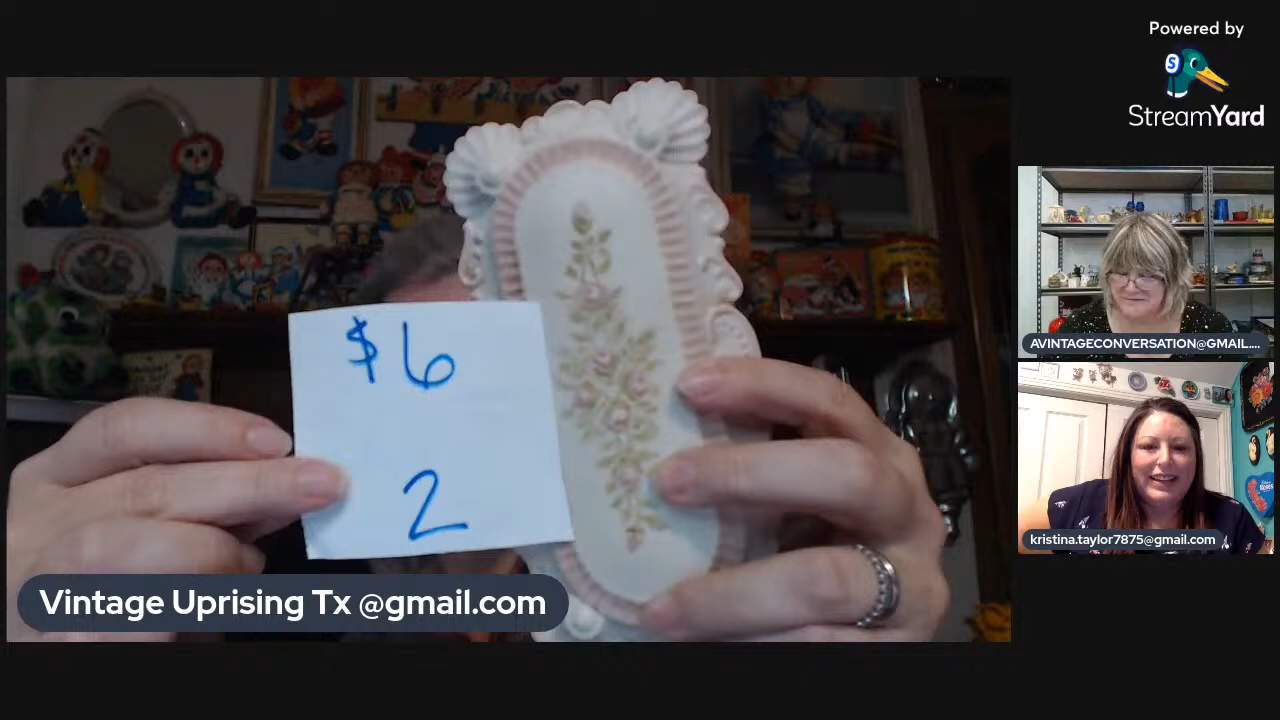 Powered by
StreamYard
$6
2
Vintage Uprising Tx @gmail.com
AVINTAGECONVERSATION@GMAIL....
kristina.taylor7875@gmail.com